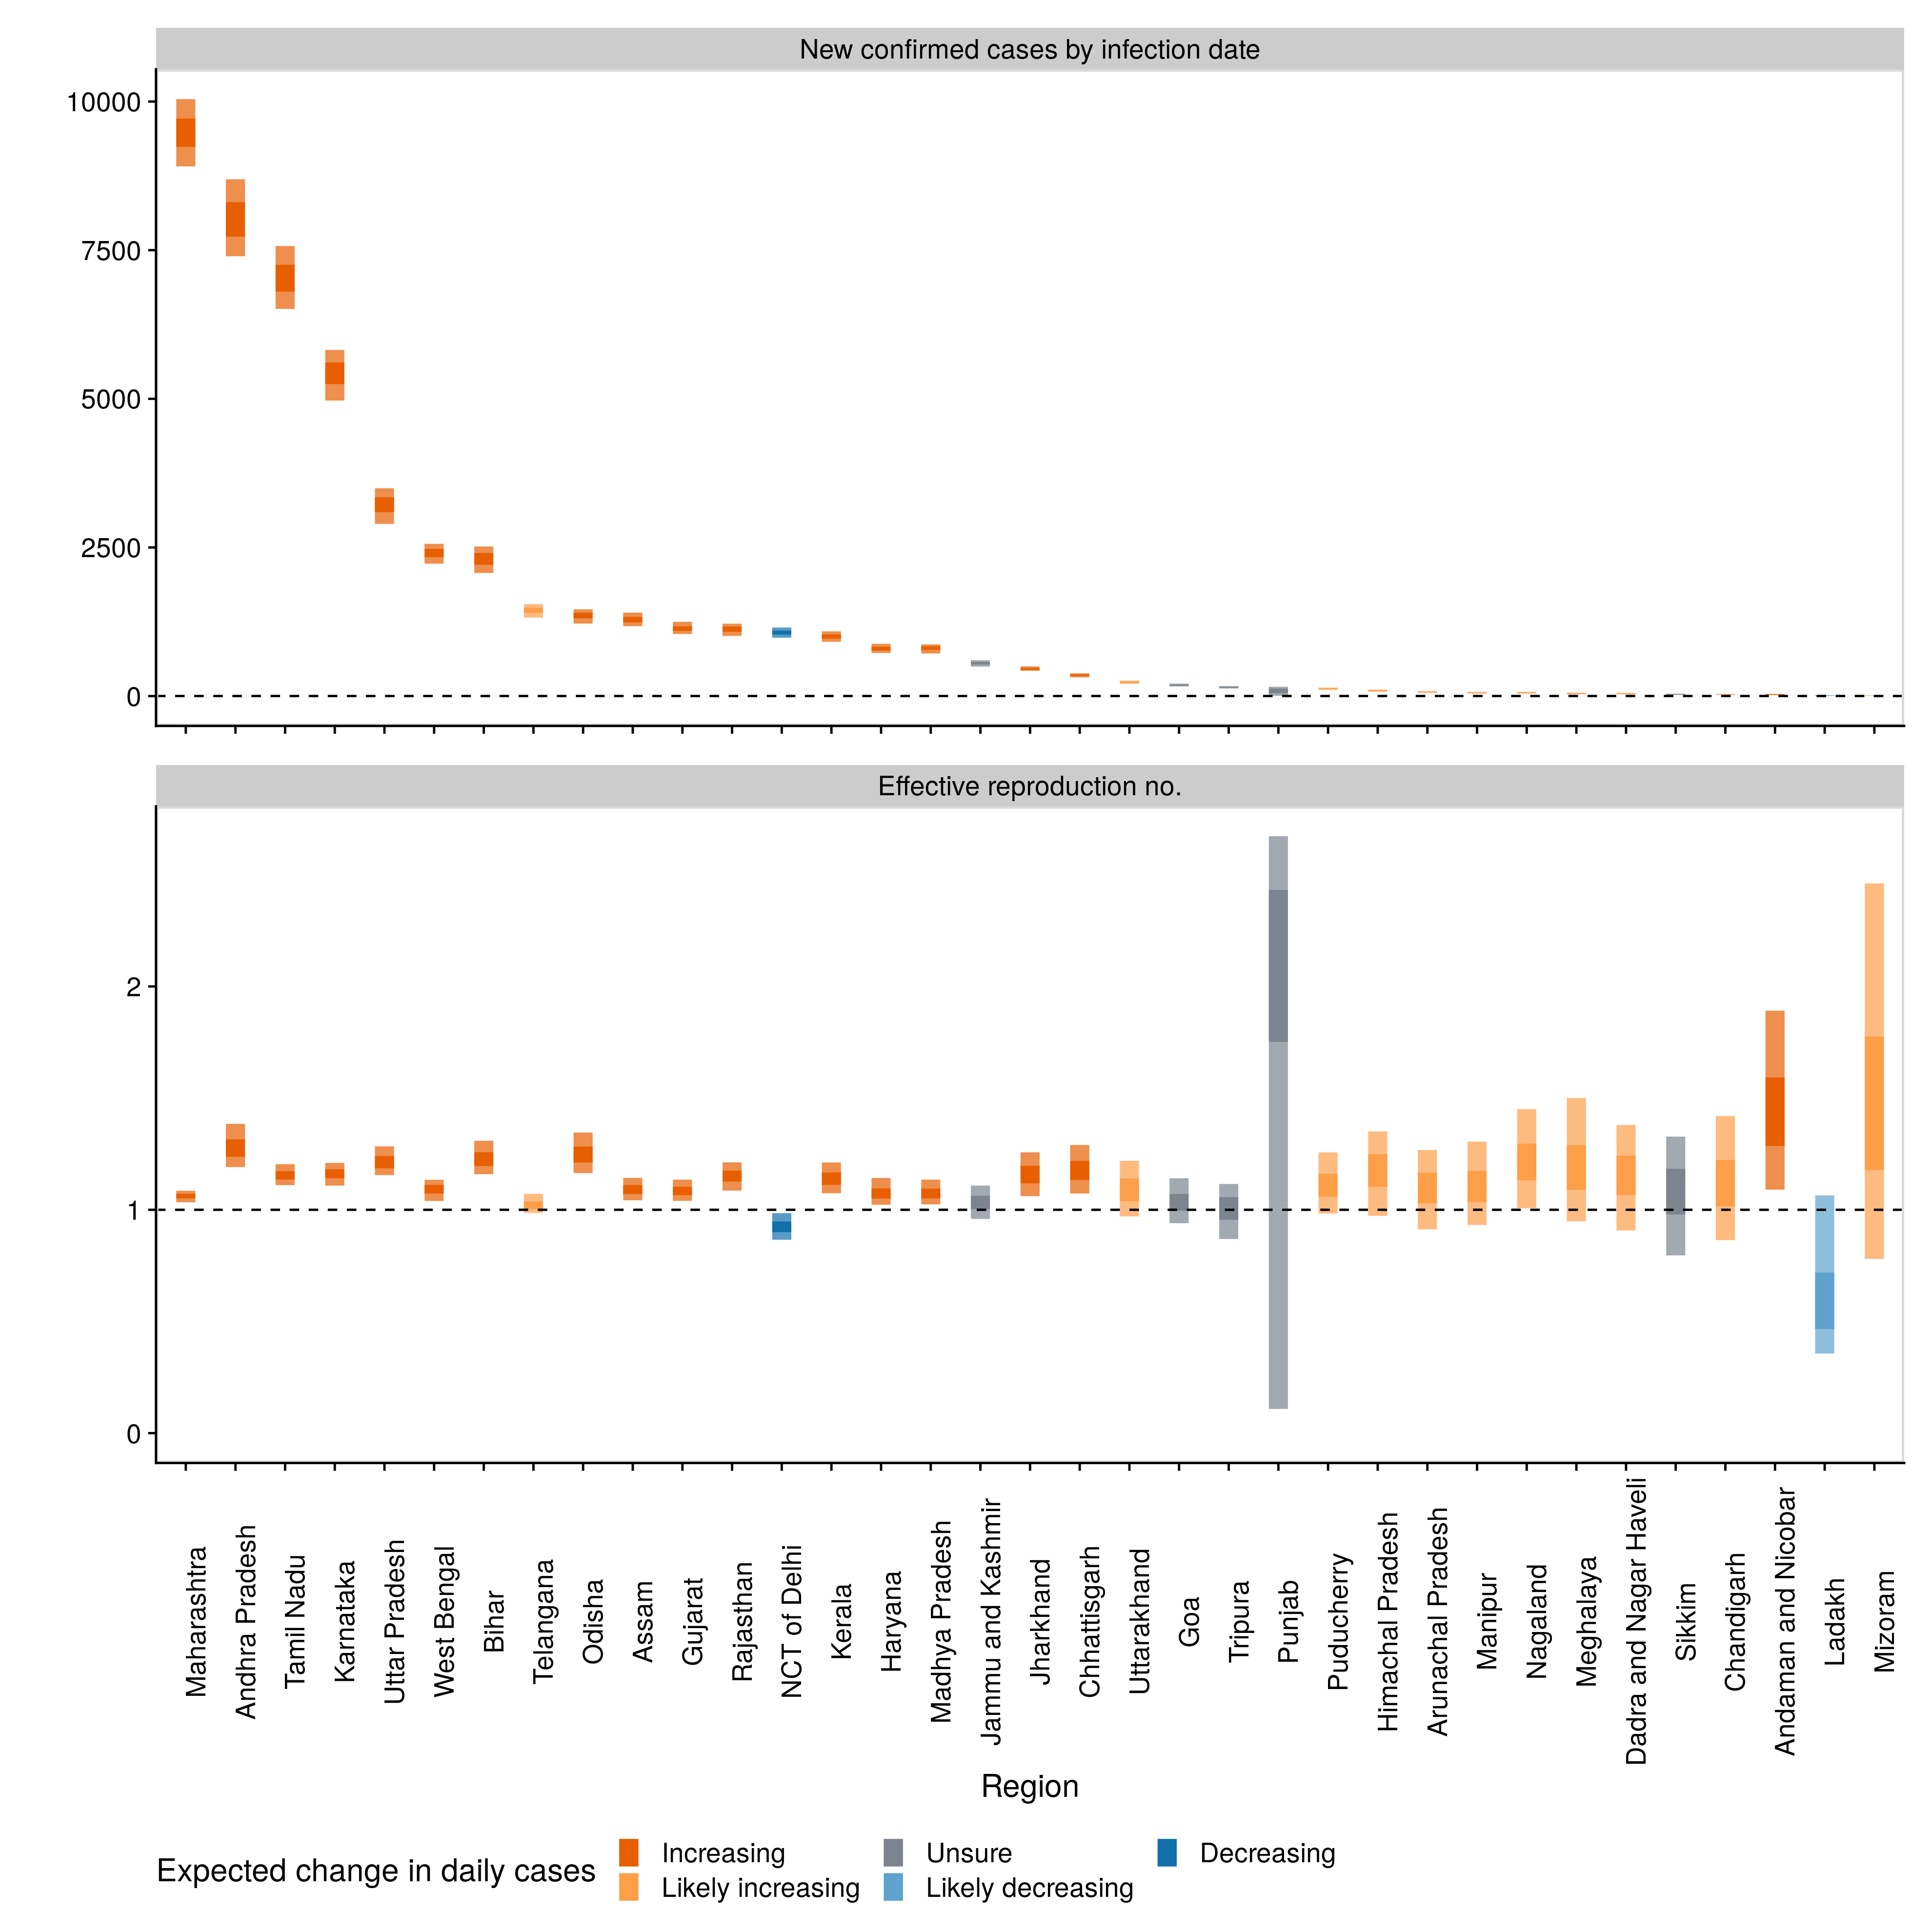 New confirmed cases by infection date
10000
7500
5000
2500
0
Effective reproduction no.
2
1
0
Maharashtra
Andhra Pradesh
Tamil Nadu
Karnataka
Uttar Pradesh
West Bengal
Bihar
Telangana
Odisha
Assam
Gujarat
Rajasthan
NCT of Delhi
Kerala
Haryana
Madhya Pradesh
Jammu and Kashmir
Jharkhand
Chhattisgarh
Uttarakhand
Goa
Tripura
Punjab
Puducherry
Himachal Pradesh
Arunachal Pradesh
Manipur
Nagaland
Meghalaya
Dadra and Nagar Haveli
Sikkim
Chandigarh
Andaman and Nicobar
Ladakh
Mizoram
Region
Expected change in daily cases
Increasing
Likely increasing
Unsure
Likely decreasing
Decreasing